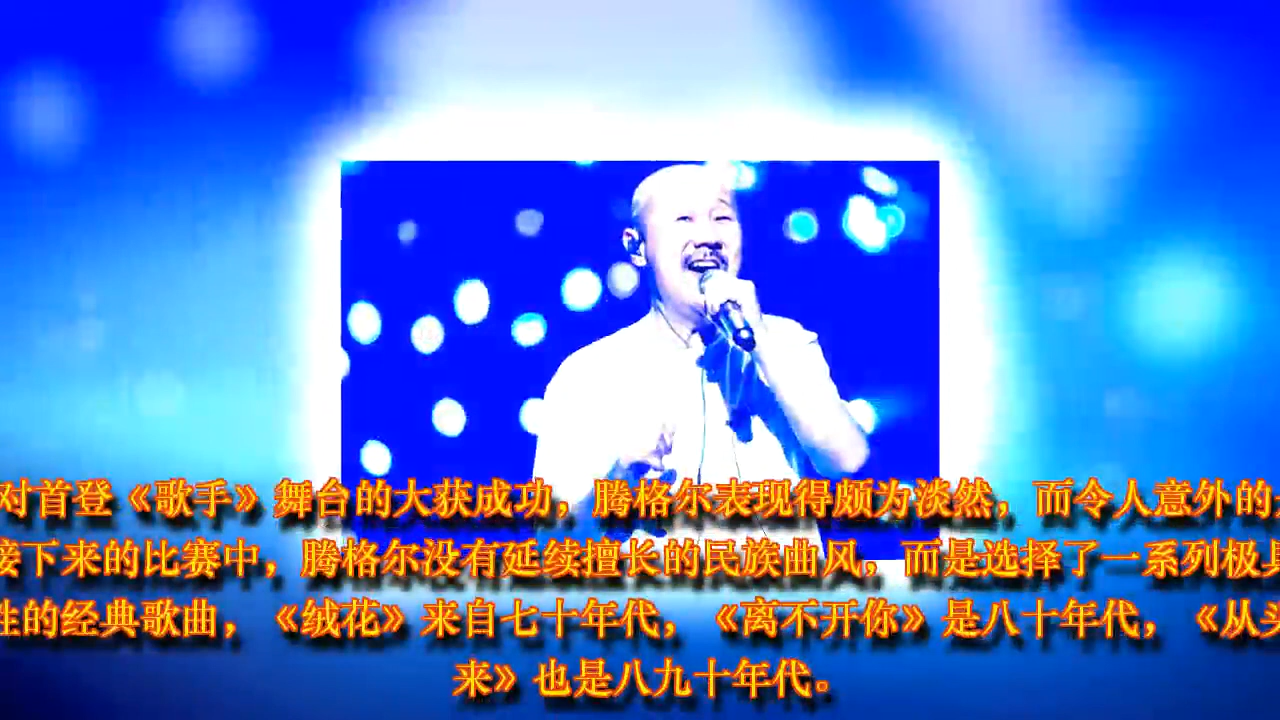 对首登《歌手》舞台的大获成功，腾格尔表现得颇为淡然，而令人意外的
接下来的比赛中，腾格尔没有延续擅长的民族曲风，而是选择了一系列极具
性的经典歌曲，《绒花》来自七十年代，《离不开你》是八十年代，《从头
来》也是八九十年代。